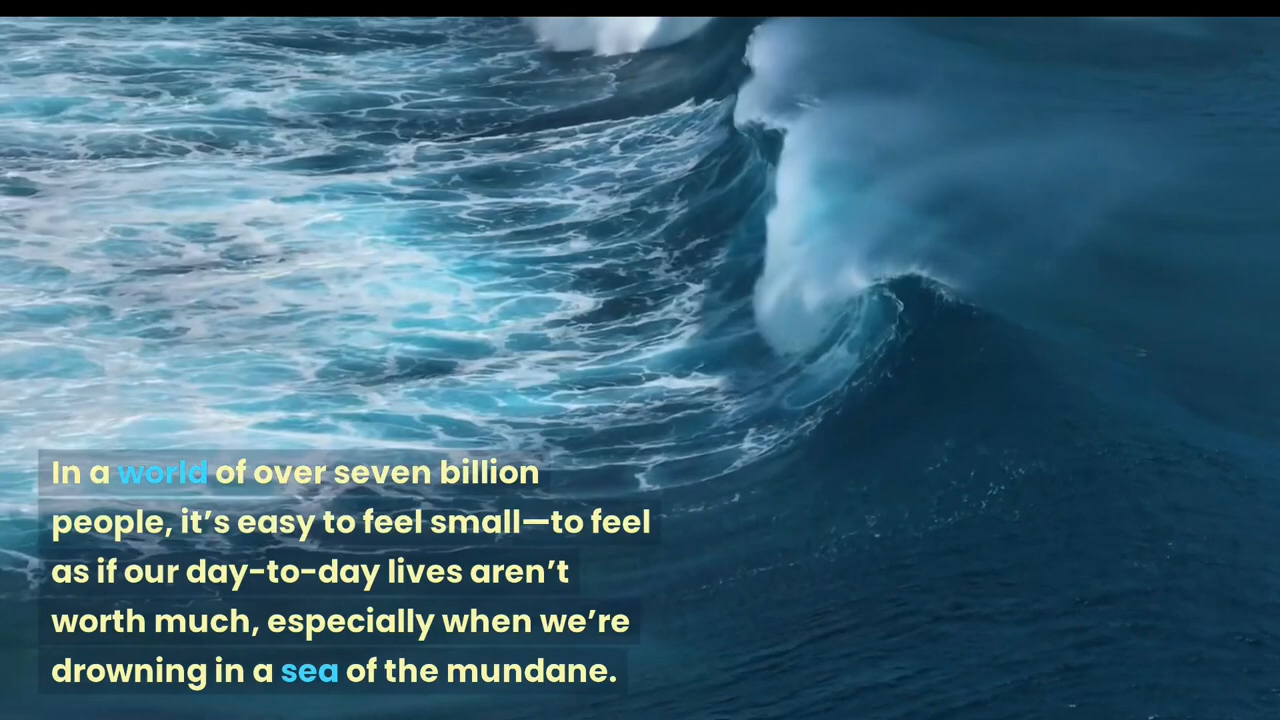 In a world of over seven billion
people, it’s easy to feel small—to feel
as if our day-to-day lives aren’t
worth much, especially when we’re
drowning in a sea of the mundane.